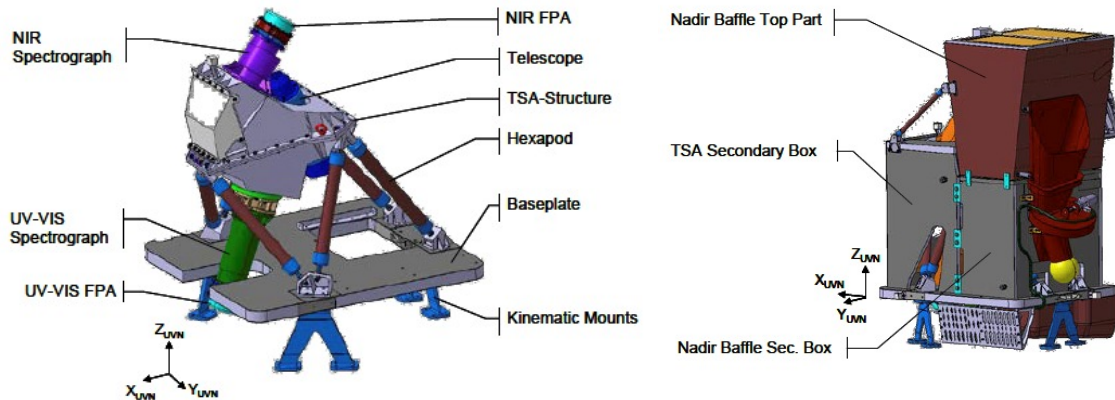 NIR
Spectrograph
UV-VIS
Spectrograph
UV-VIS FPA
NIR FPA
Telescope
TSA-Structure
Hexapod
Baseplate
Kinematic Mounts
ZUVN
XUVN
YUVN
Nadir Baffle Top Part
TSA Secondary Box
Nadir Baffle Sec. Box
ZUVN
XUVN
YUVN